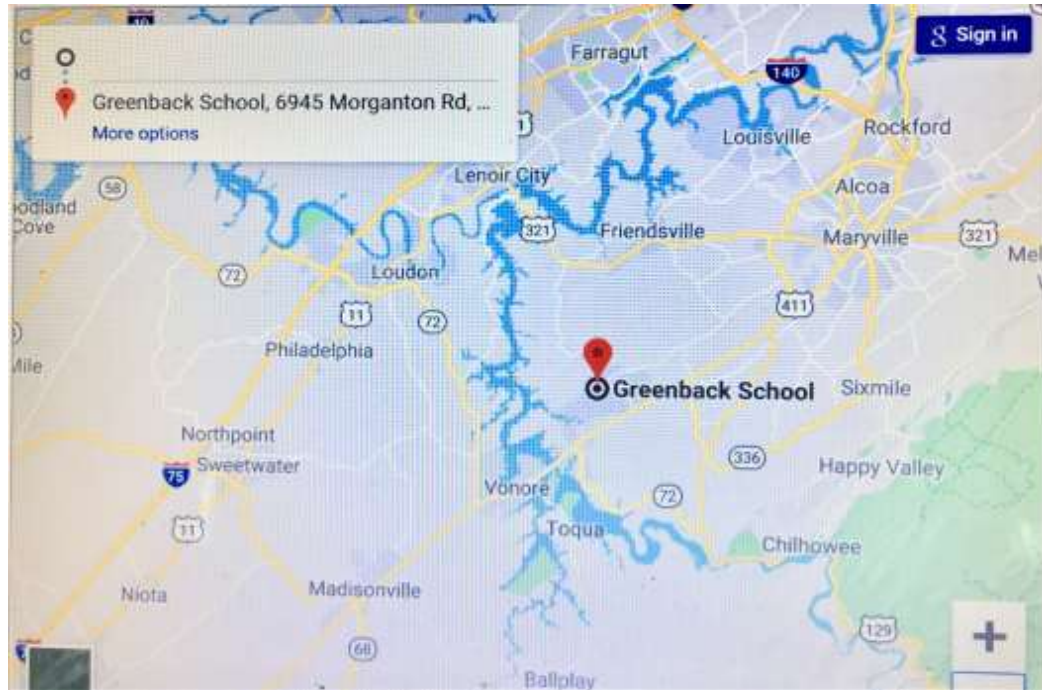 40
Sign in
Farragut
Greenback School, 6945 Morganton Rd, ...
More options
140
Louisville
Rockford
Lenoir City
58
Alcoa
Cove
321
Friendsville
Maryville
321
72
Loudon
411
11
72
Philadelphia
Greenback School
Sixmile
Northpoint
75
Sweetwater
336
Happy Valley
Vonore
72
11
Toqua
Chilhowee
Niota
Madisonville
129
+
68
Ballplay